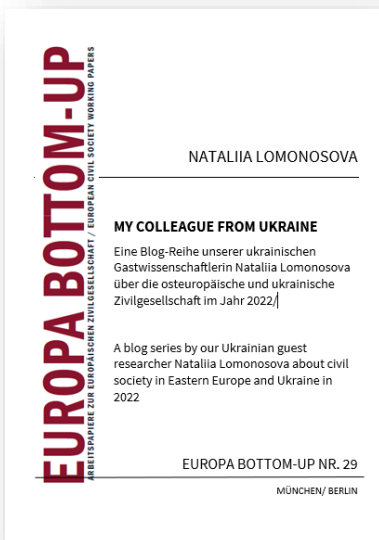 EUROPA BOTTOM-UP
ARBEITSPAPIERE ZUR EUROPÄISCHEN ZIVILGESELLSCHAFT / EUROPEAN CIVIL SOCIETY WORKING PAPERS
NATALIIA LOMONOSOVA
MY COLLEAGUE FROM UKRAINE
Eine Blog-Reihe unserer ukrainischen
Gastwissenschaftlerin Nataliia Lomonosova
über die osteuropäische und ukrainische
Zivilgesellschaft im Jahr 2022/
A blog series by our Ukrainian guest
researcher Nataliia Lomonosova about civil
society in Eastern Europe and Ukraine in
2022
EUROPA BOTTOM-UP NR. 29
MÜNCHEN/ BERLIN